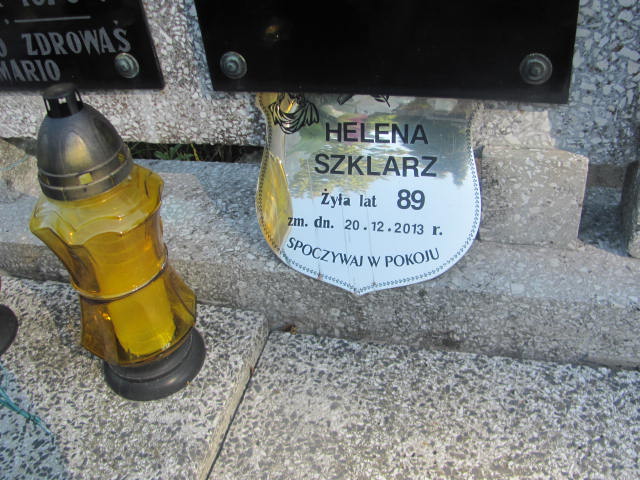 ZDROWAŚ
MARIO
HELENA
SZKLARZ
Żyła lat 89
zm. dn. 20.12.2013 r.
SPOCZYWAJ W POKOJU